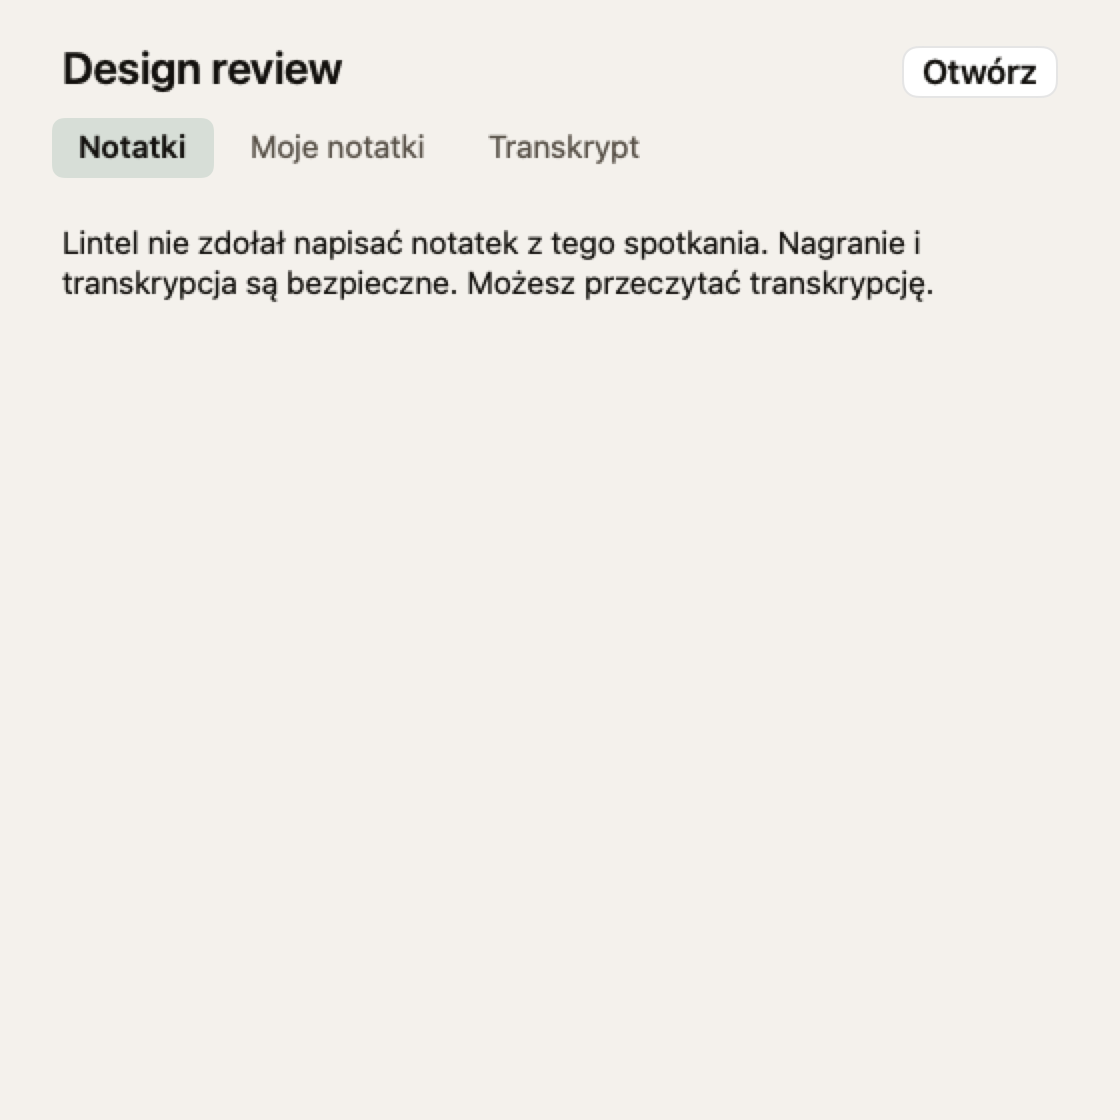 Design review
Otwórz
Notatki
Moje notatki
Transkrypt
Lintel nie zdołał napisać notatek z tego spotkania. Nagranie i
transkrypcja są bezpieczne. Możesz przeczytać transkrypcję.